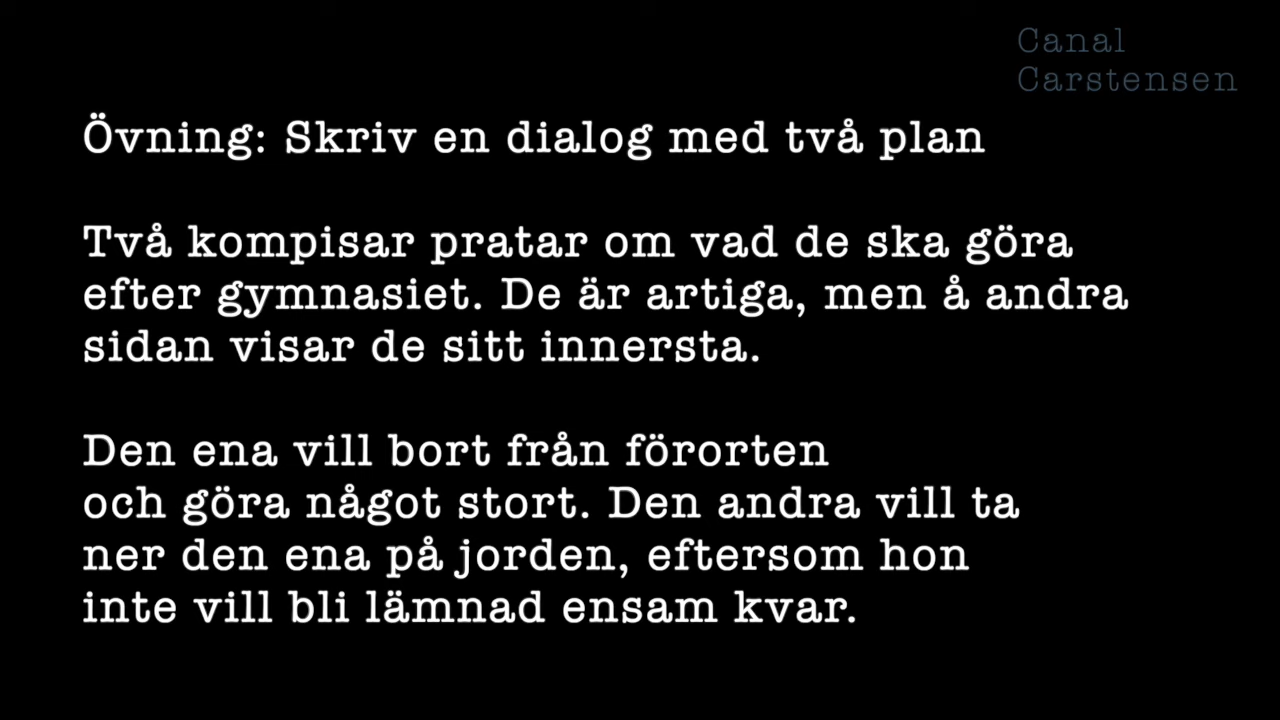 Canal
Carstensen
Övning: Skriv en dialog med två plan
Två kompisar pratar om vad de ska göra
efter gymnasiet. De är artiga, men å andra
sidan visar de sitt innersta.
Den ena vill bort från förorten
och göra något stort. Den andra vill ta
ner den ena på jorden, eftersom hon
inte vill bli lämnad ensam kvar.